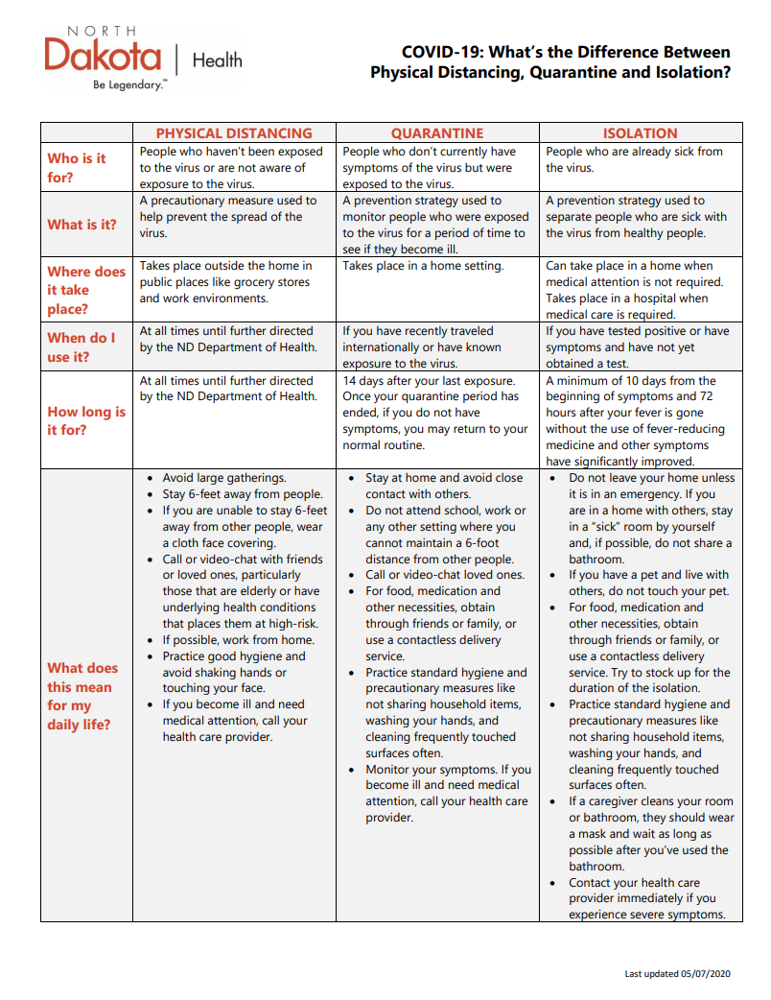 NORTH
Dakota | Health
Be Legendary.™
COVID-19: What's the Difference Between
Physical Distancing, Quarantine and Isolation?
PHYSICAL DISTANCING
QUARANTINE
ISOLATION
Who is it
for?
People who haven't been exposed
to the virus or are not aware of
exposure to the virus.
People who don't currently have
symptoms of the virus but were
exposed to the virus.
People who are already sick from
the virus.
What is it?
A precautionary measure used to
help prevent the spread of the
virus.
A prevention strategy used to
monitor people who were exposed
to the virus for a period of time to
see if they become ill.
A prevention strategy used to
separate people who are sick with
the virus from healthy people.
Where does
it take
place?
Takes place outside the home in
public places like grocery stores
and work environments.
Takes place in a home setting.
Can take place in a home when
medical attention is not required.
Takes place in a hospital when
medical care is required.
When do I
use it?
At all times until further directed
by the ND Department of Health.
If you have recently traveled
internationally or have known
exposure to the virus.
If you have tested positive or have
symptoms and have not yet
obtained a test.
How long is
it for?
At all times until further directed
by the ND Department of Health.
14 days after your last exposure.
Once your quarantine period has
ended, if you do not have
symptoms, you may return to your
normal routine.
A minimum of 10 days from the
beginning of symptoms and 72
hours after your fever is gone
without the use of fever-reducing
medicine and other symptoms
have significantly improved.
What does
this mean
for my
daily life?
• Avoid large gatherings.
• Stay 6-feet away from people.
• If you are unable to stay 6-feet
away from other people, wear
a cloth face covering.
• Call or video-chat with friends
or loved ones, particularly
those that are elderly or have
underlying health conditions
that places them at high-risk.
• If possible, work from home.
• Practice good hygiene and
avoid shaking hands or
touching your face.
• If you become ill and need
medical attention, call your
health care provider.
• Stay at home and avoid close
contact with others.
• Do not attend school, work or
any other setting where you
cannot maintain a 6-foot
distance from other people.
• Call or video-chat loved ones.
• For food, medication and
other necessities, obtain
through friends or family, or
use a contactless delivery
service.
• Practice standard hygiene and
precautionary measures like
not sharing household items,
washing your hands, and
cleaning frequently touched
surfaces often.
• Monitor your symptoms. If you
become ill and need medical
attention, call your health care
provider.
• Do not leave your home unless
it is in an emergency. If you
are in a home with others, stay
in a "sick" room by yourself
and, if possible, do not share a
bathroom.
• If you have a pet and live with
others, do not touch your pet.
• For food, medication and
other necessities, obtain
through friends or family, or
use a contactless delivery
service. Try to stock up for the
duration of the isolation.
• Practice standard hygiene and
precautionary measures like
not sharing household items,
washing your hands, and
cleaning frequently touched
surfaces often.
• If a caregiver cleans your room
or bathroom, they should wear
a mask and wait as long as
possible after you've used the
bathroom.
• Contact your health care
provider immediately if you
experience severe symptoms.
Last updated 05/07/2020